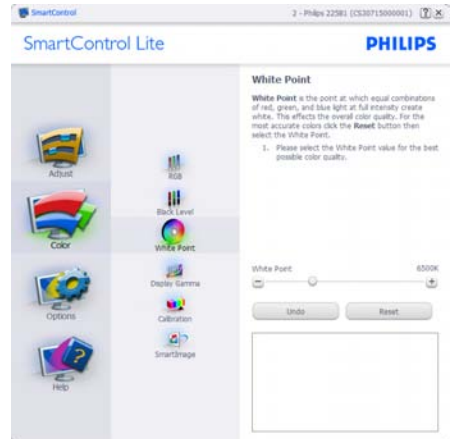 SmartControl
2 - Philips 225B1 (CS30715000001)
SmartControl Lite
PHILIPS
Adjust
Color
Options
Help
RGB
Black Level
White Point
Display Gamma
Calibration
SmartImage
White Point
White Point is the point at which equal combinations
of red, green, and blue light at full intensity create
white. This effects the overall color quality. For the
most accurate colors click the Reset button then
select the White Point.
1. Please select the White Point value for the best
possible color quality.
White Point 6500K
Undo
Reset